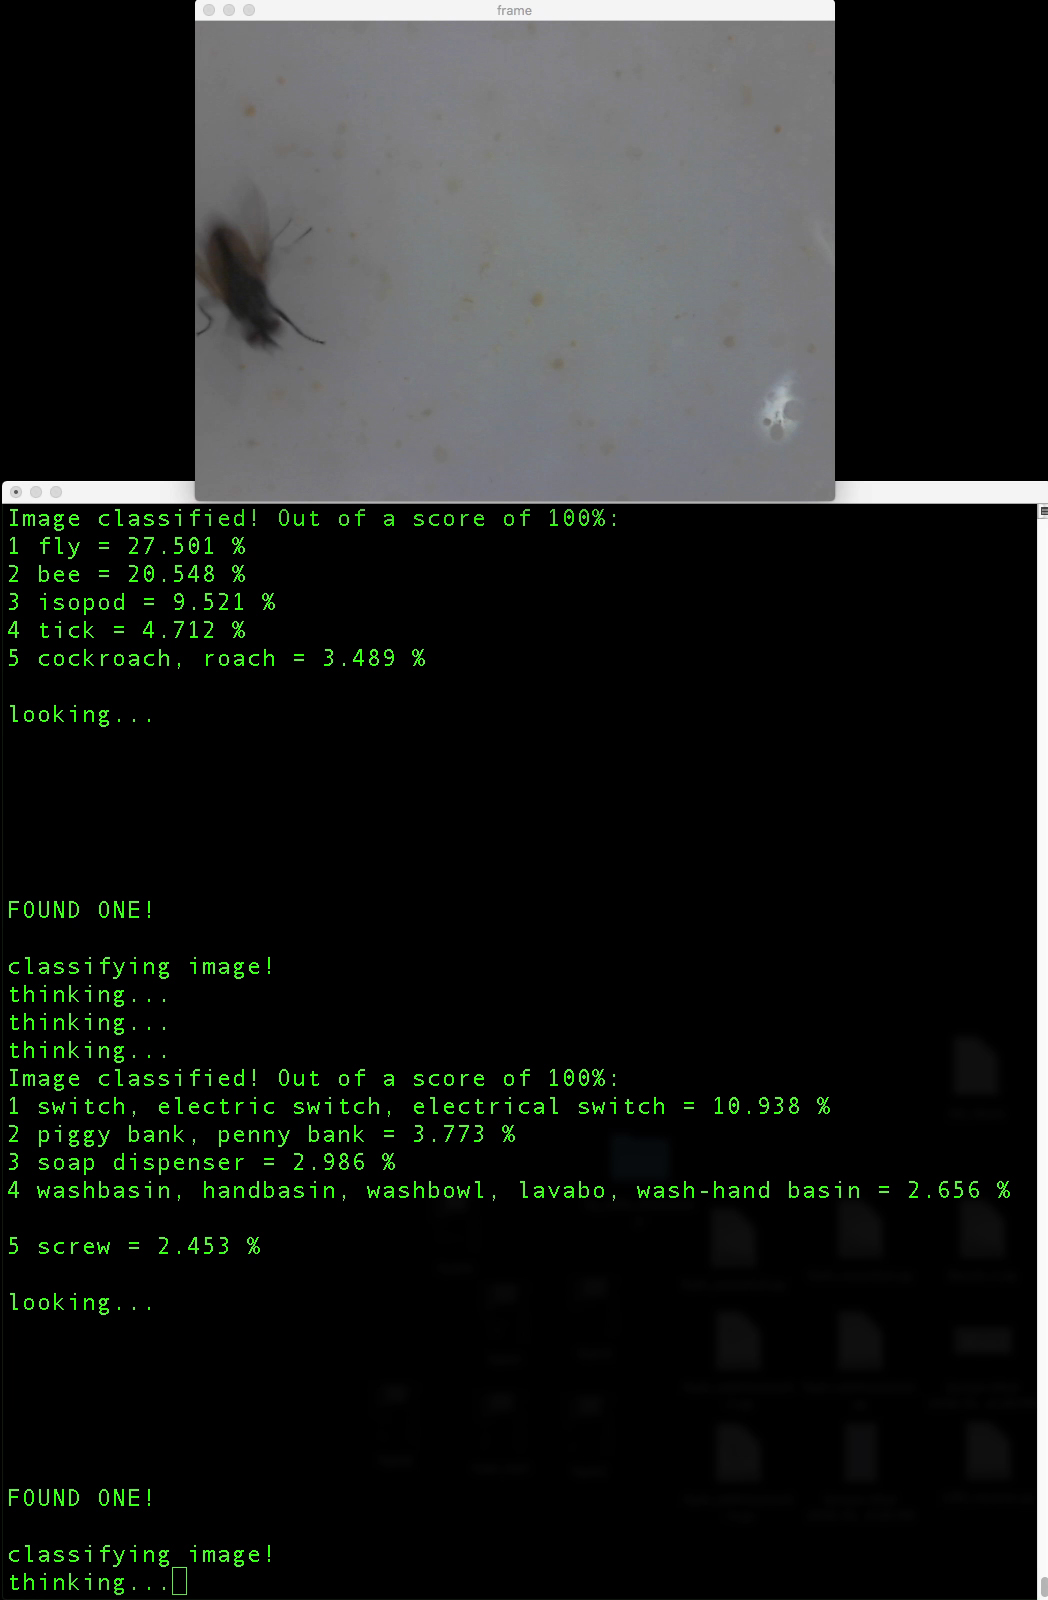 frame
Image classified! Out of a score of 100%:
1 fly = 27.501 %
2 bee = 20.548 %
3 isopod = 9.521 %
4 tick = 4.712 %
5 cockroach, roach = 3.489 %
looking...
FOUND ONE!
classifying image!
thinking...
thinking...
thinking...
Image classified! Out of a score of 100%:
1 switch, electric switch, electrical switch = 10.938 %
2 piggy bank, penny bank = 3.773 %
3 soap dispenser = 2.986 %
4 washbasin, handbasin, washbowl, lavabo, wash-hand basin = 2.656 %
5 screw = 2.453 %
looking...
FOUND ONE!
classifying image!
thinking...